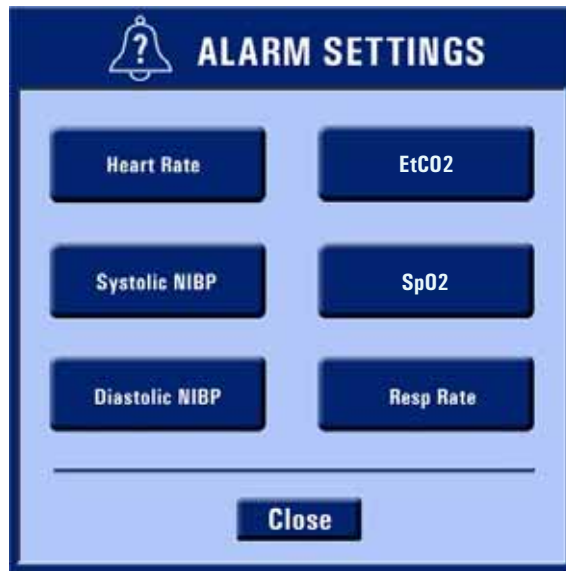 ?
ALARM SETTINGS
Heart Rate
EtCO2
Systolic NIBP
SpO2
Diastolic NIBP
Resp Rate
Close